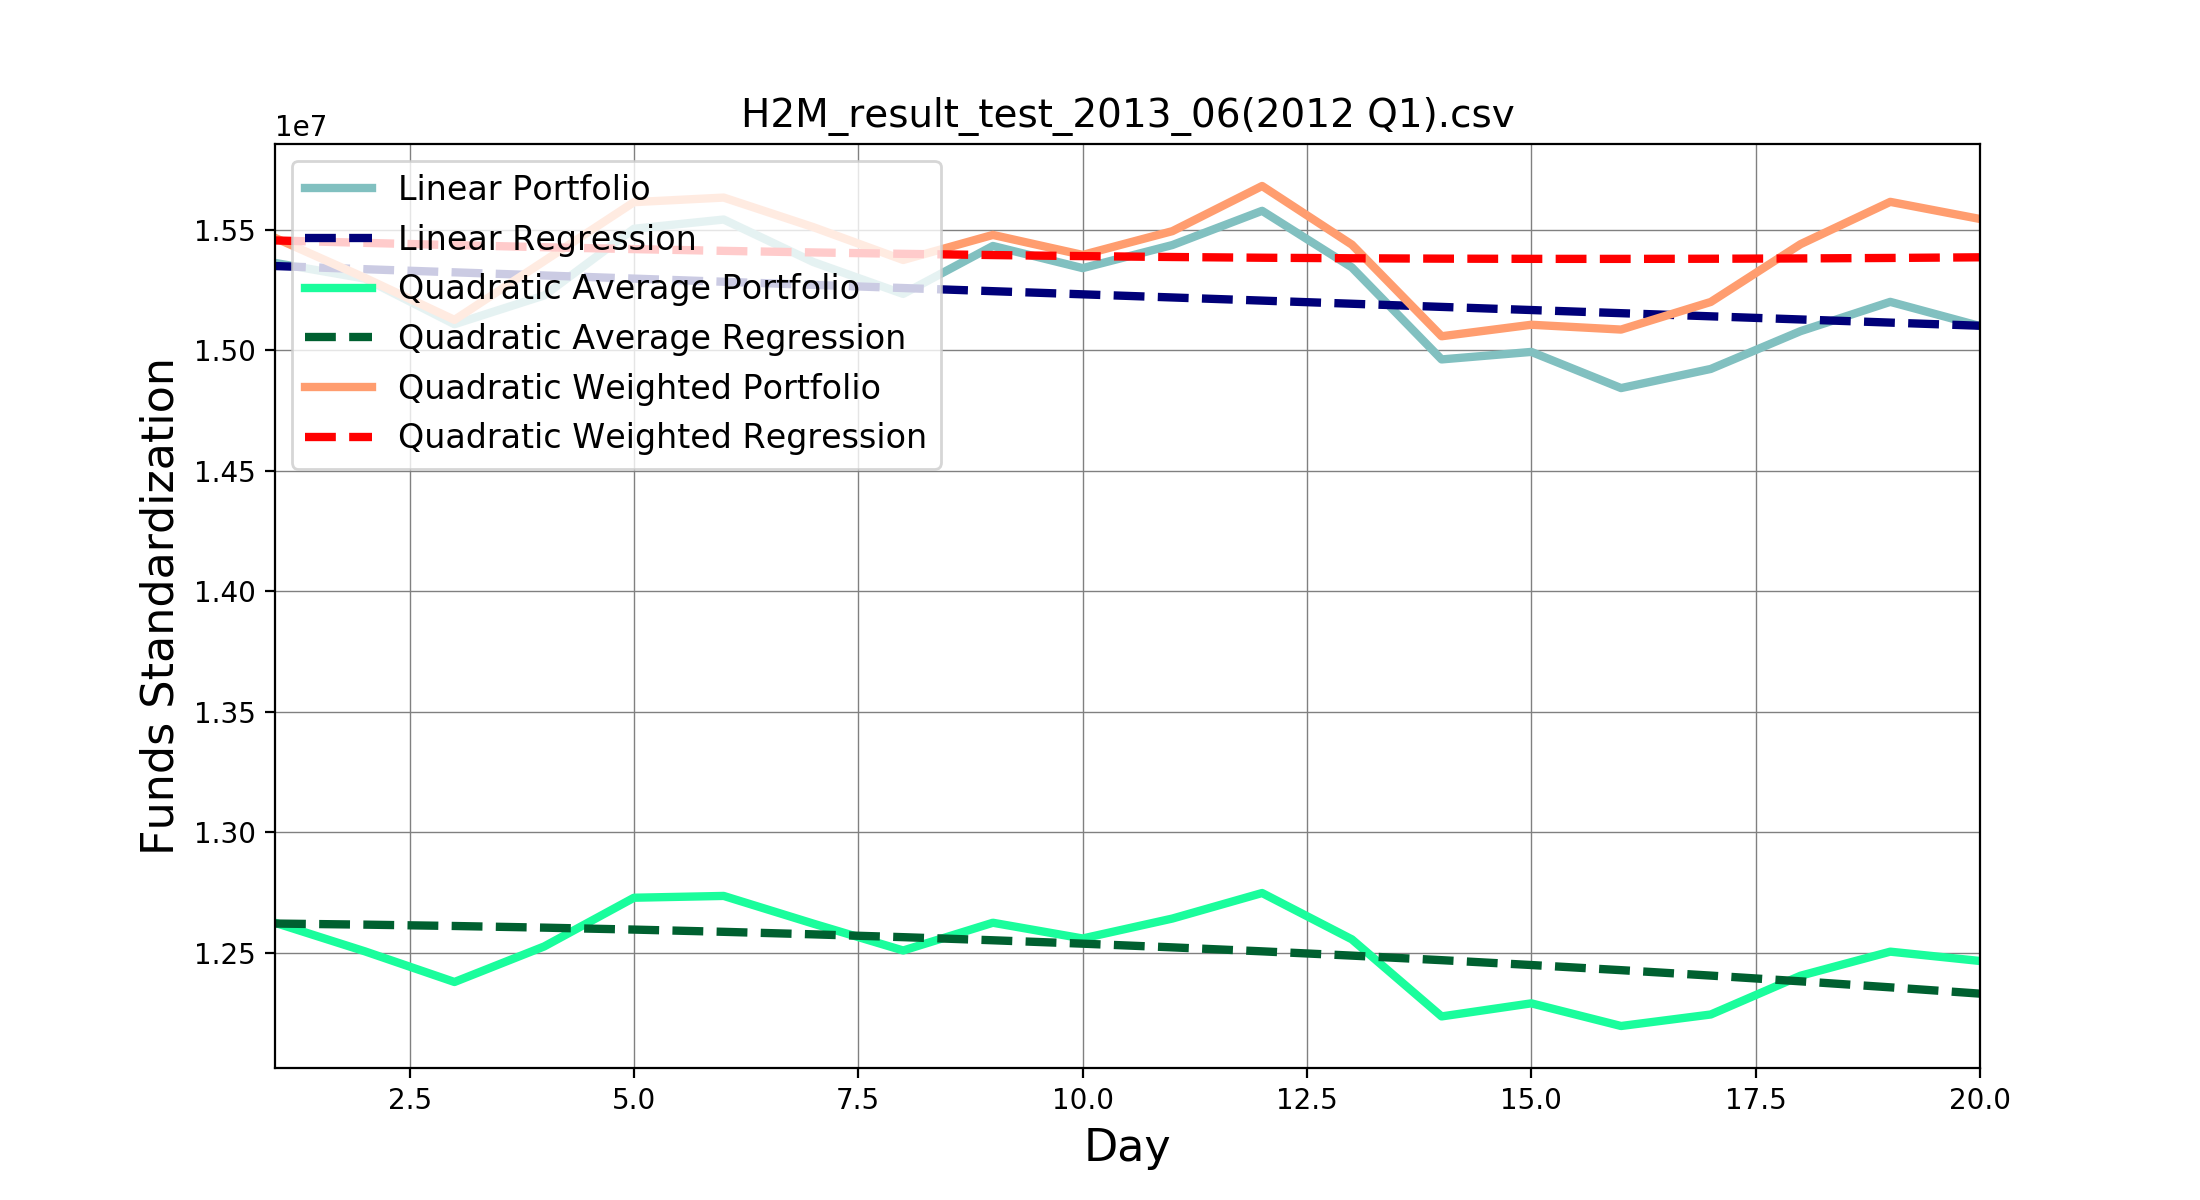 H2M_result_test_2013_06(2012 Q1).csv
1e7
Linear Portfolio
Linear Regression
Quadratic Average Portfolio
Quadratic Average Regression
Quadratic Weighted Portfolio
Quadratic Weighted Regression
1.55
1.50
1.45
1.40
1.35
1.30
1.25
Funds Standardization
2.5 5.0 7.5 10.0 12.5 15.0 17.5 20.0
Day